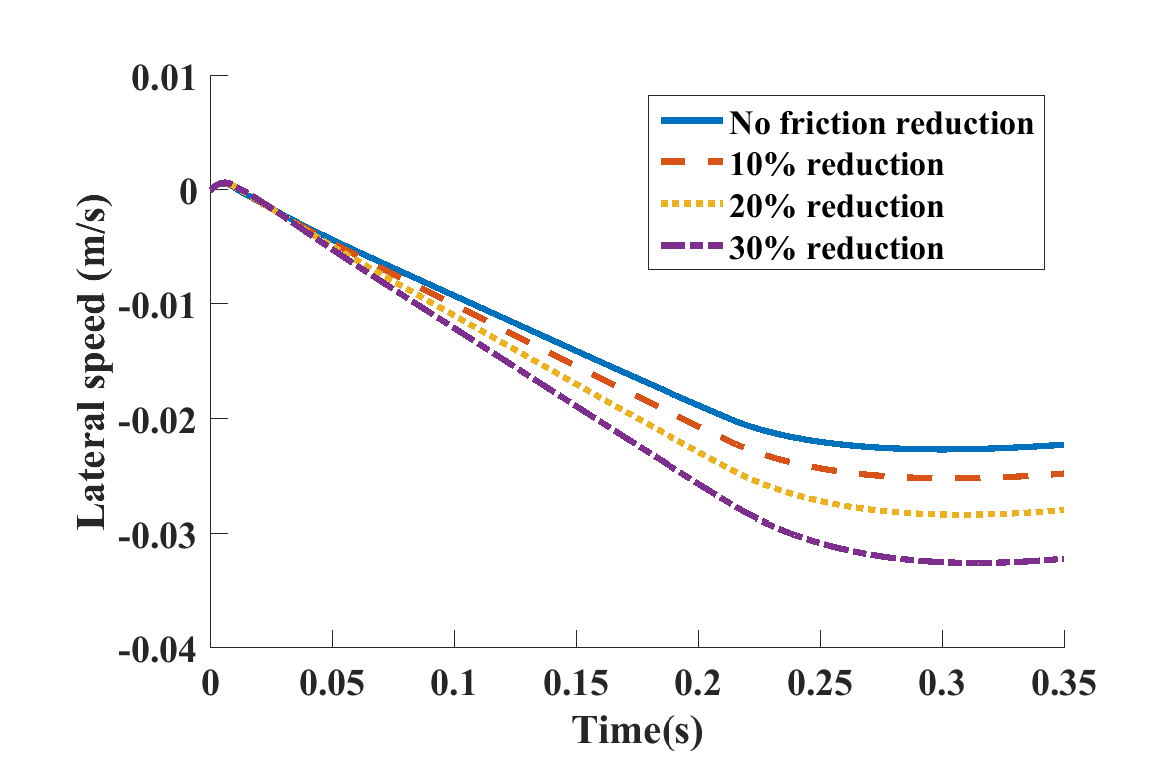 0.01
0
-0.01
-0.02
-0.03
-0.04
Lateral speed (m/s)
No friction reduction
10% reduction
20% reduction
30% reduction
0 0.05 0.1 0.15 0.2 0.25 0.3 0.35
Time(s)